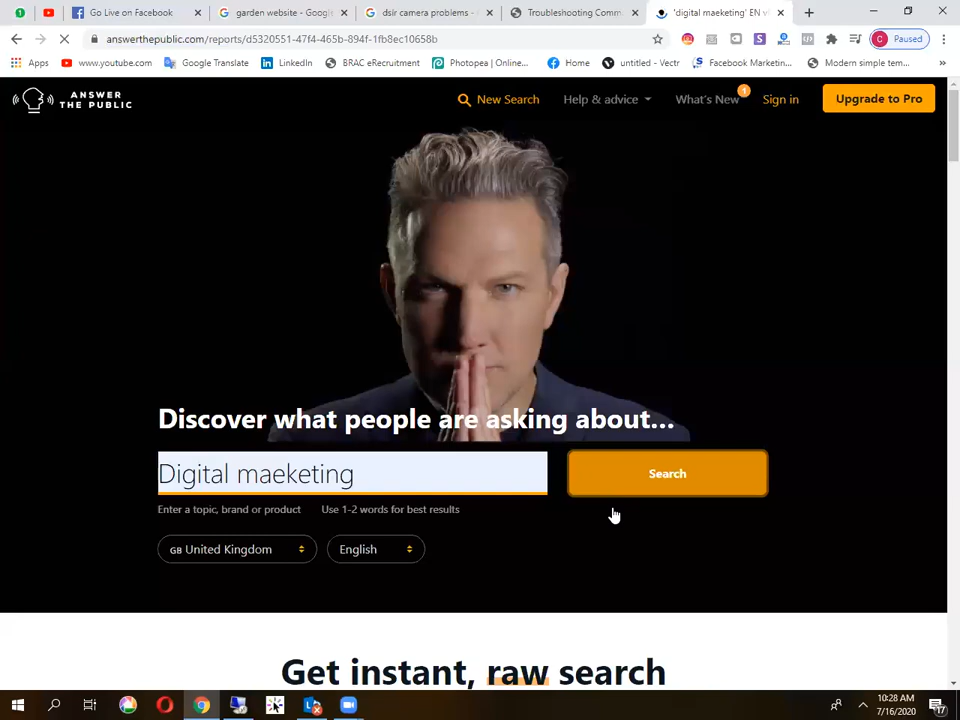 1
Go Live on Facebook
garden website - Google
dslr camera problems -
Troubleshooting Comm
'digital maeketing' EN v
answerthepublic.com/reports/d5320551-47f4-465b-894f-1fb8ec10658b
C Paused
Apps
www.youtube.com
Google Translate
LinkedIn
BRAC eRecruitment
Photopea | Online...
Home
untitled - Vectr
Facebook Marketin...
Modern simple tem...
»
ANSWER
THE PUBLIC
New Search
Help & advice
What's New
1
Sign in
Upgrade to Pro
Discover what people are asking about...
Digital maeketing
Search
Enter a topic, brand or product
Use 1-2 words for best results
GB United Kingdom
English
Get instant, raw search
10:28 AM
7/16/2020
17